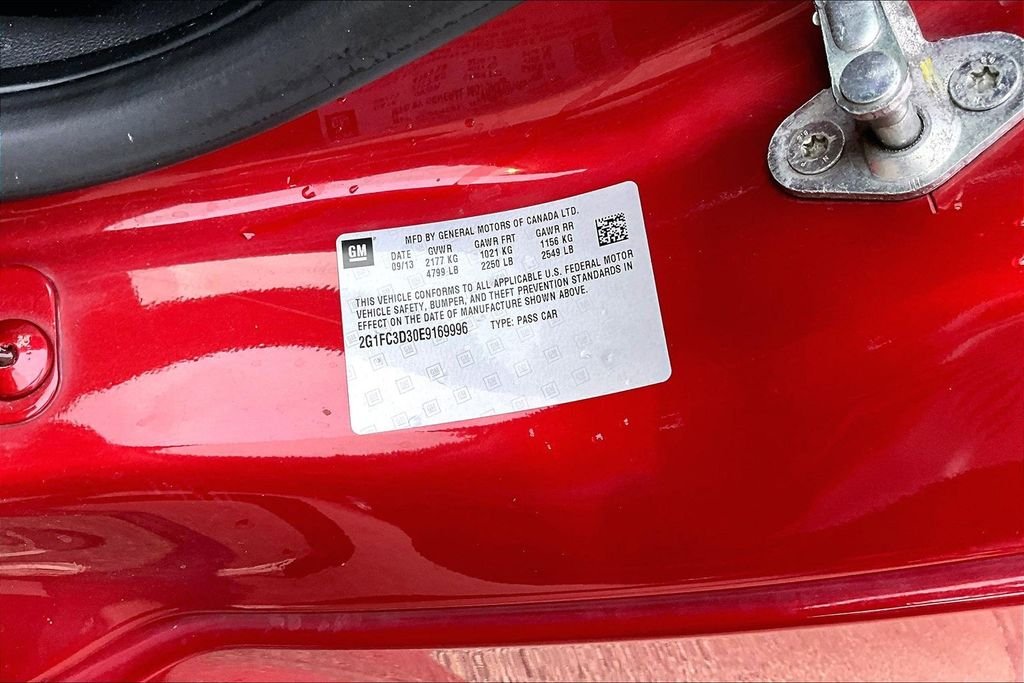 GM
MFD BY GENERAL MOTORS OF CANADA LTD.
DATE GVWR GAWR FRT GAWR RR
09/13 2177 KG 1021 KG 1156 KG
4799 LB 2250 LB 2549 LB
THIS VEHICLE CONFORMS TO ALL APPLICABLE U.S. FEDERAL MOTOR
VEHICLE SAFETY, BUMPER, AND THEFT PREVENTION STANDARDS IN
EFFECT ON THE DATE OF MANUFACTURE SHOWN ABOVE.
2G1FC3D30E9169996 TYPE: PASS CAR